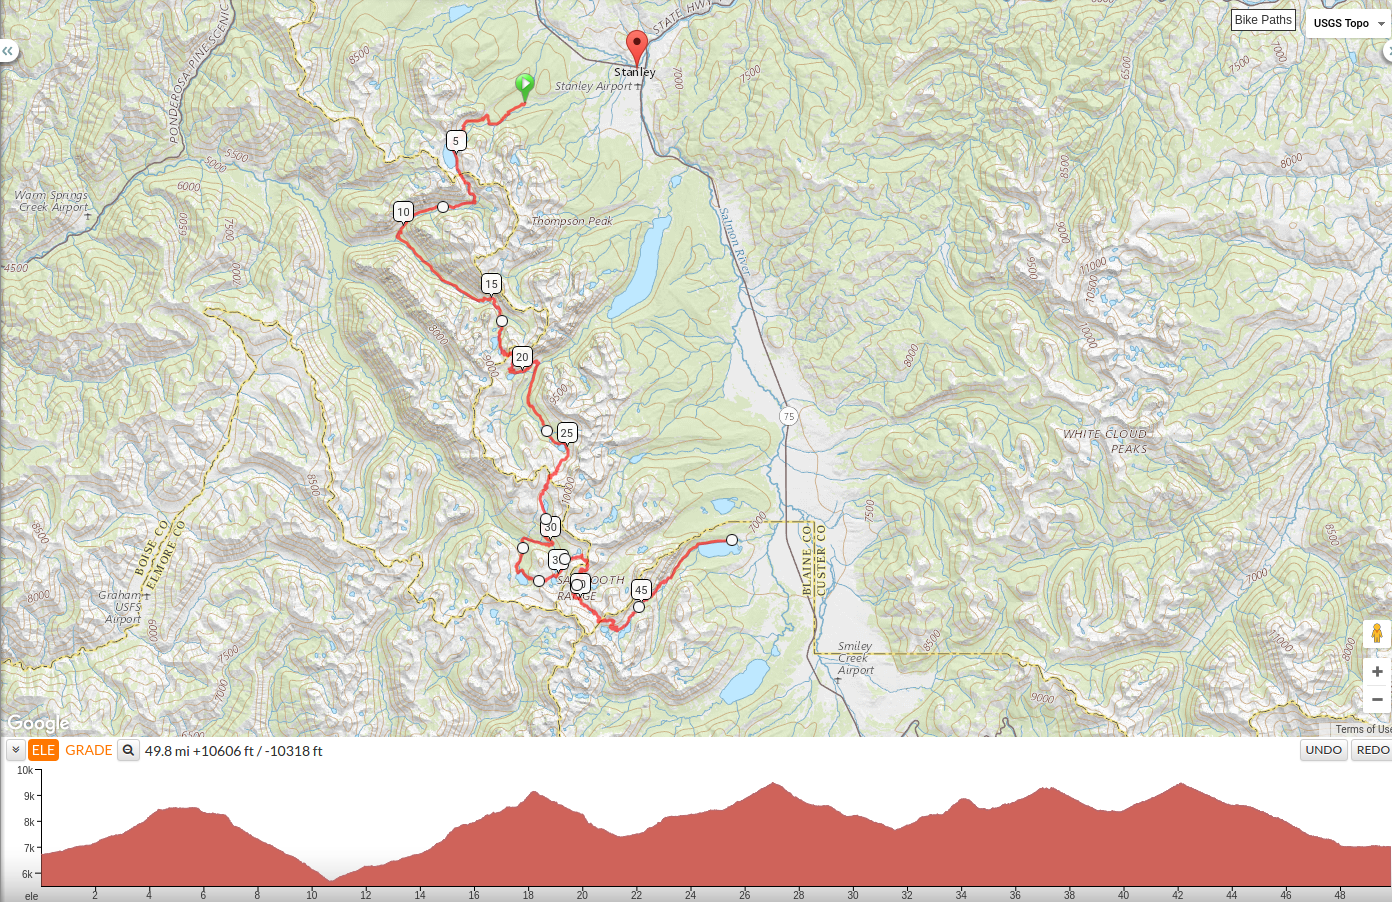 Bike Paths
USGS Topo
STATE HWY
PONDEROSA PINE SCENIC
8500
Stanley
7000
7500
7500
7000
6500
Stanley Airport
5
5500
5000
8000
8500
6000
Warm Springs
Creek Airport
10
Thompson Peak
6500
7500
Salmon River
9000
4500
7000
9500
11000
10500
15
8000
10000
20
9000
8000
9500
75
25
WHITE CLOUD
PEAKS
8500
10000
7500
7000
30
8500
8500
BOISE CO
ELMORE CO
BLAINE CO
CUSTER CO
SAWTOOTH
RANGE
7000
45
8000
Graham
USFS
Airport
6000
7500
8500
11000
8000
Smiley
Creek
Airport
7000
9000
6500
Google
Terms of Use
ELE
GRADE
49.8 mi +10606 ft / -10318 ft
UNDO
REDO
10k
9k
8k
7k
6k
ele
2 4 6 8 10 12 14 16 18 20 22 24 26 28 30 32 34 36 38 40 42 44 46 48